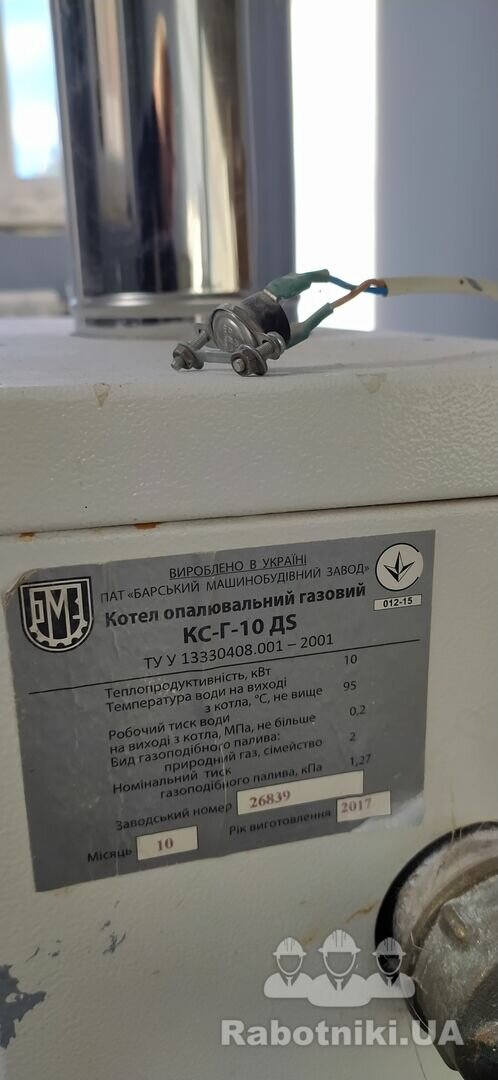 ВИРОБЛЕНО В УКРАЇНІ
ПАТ «БАРСЬКИЙ МАШИНОБУДІВНИЙ ЗАВОД»
БМЗ
012-15
Котел опалювальний газовий
КС-Г-10 ДS
ТУ У 13330408.001 – 2001
Теплопродуктивність, кВт 10
Температура води на виході
з котла, °С, не вище 95
Робочий тиск води
на виході з котла, МПа, не більше 0,2
Вид газоподібного палива:
природний газ, сімейство 2
Номінальний тиск
газоподібного палива, кПа 1,27
Заводський номер 26839
Місяць 10 Рік виготовлення 2017
Rabotniki.UA